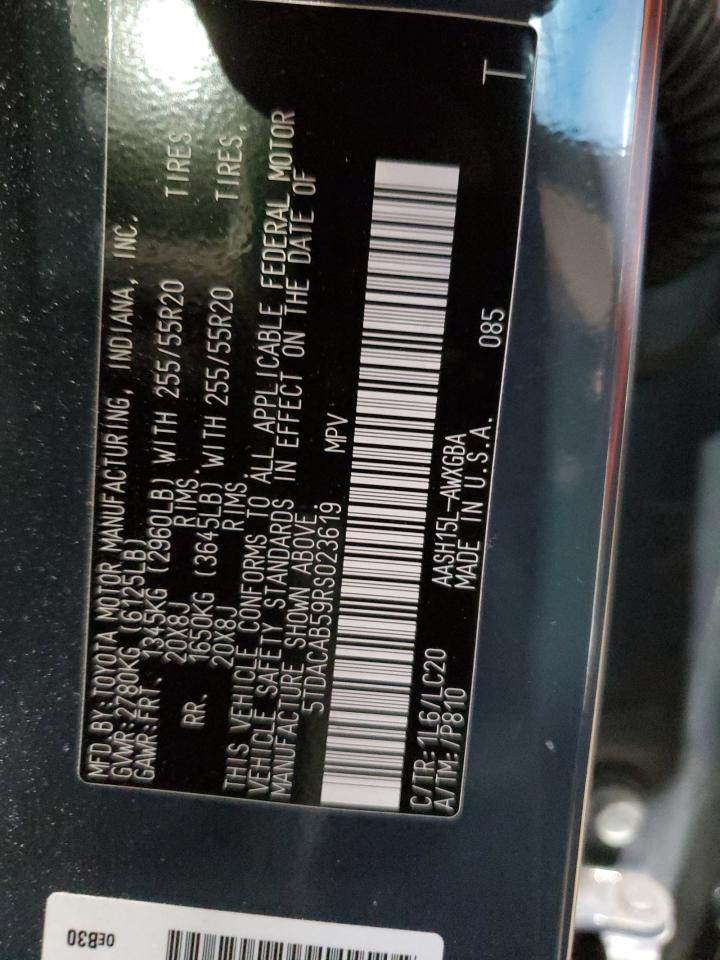 MFD BY:TOYOTA MOTOR MANUFACTURING, INDIANA, INC.
GVWR:2780KG (6125LB)
GAWR:FRT. 1345KG (2960LB) WITH 255/55R20 TIRES
20X8J RIMS.
RR. 1650KG (3645LB) WITH 255/55R20 TIRES,
20X8J RIMS.
THIS VEHICLE CONFORMS TO ALL APPLICABLE FEDERAL MOTOR
VEHICLE SAFETY STANDARDS IN EFFECT ON THE DATE OF
MANUFACTURE SHOWN ABOVE.
5TDACAB59RS023619 MPV
C/TR:1L6/LC20 AASH15L-AWXGBA 085 T
A/TM:/P810 MADE IN U.S.A.
0EB30